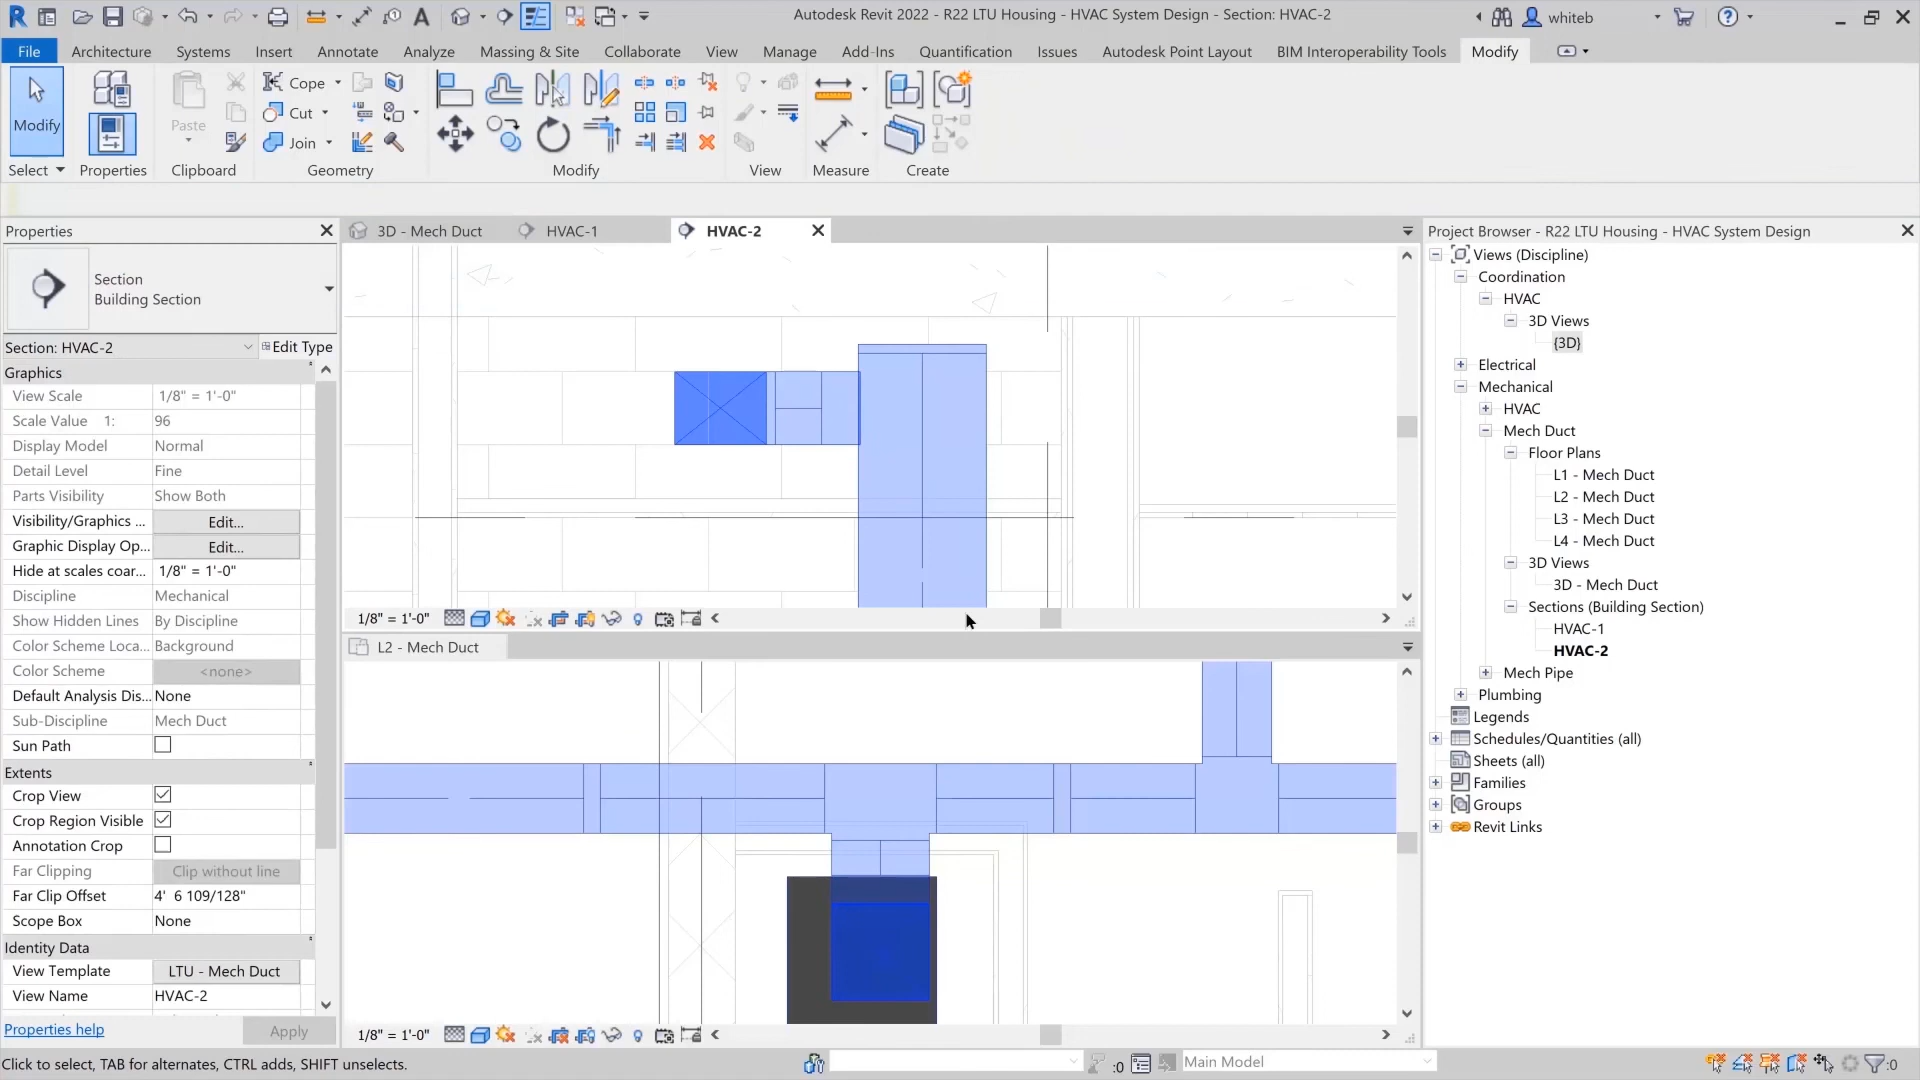 Autodesk Revit 2022 - R22 LTU Housing - HVAC System Design - Section: HVAC-2
whiteb
File Architecture Systems Insert Annotate Analyze Massing & Site Collaborate View Manage Add-Ins Quantification Issues Autodesk Point Layout BIM Interoperability Tools Modify
Modify
Paste
Cope
Cut
Join
Select Properties Clipboard Geometry Modify View Measure Create
Properties
3D - Mech Duct HVAC-1 HVAC-2
Project Browser - R22 LTU Housing - HVAC System Design
Section
Building Section
Section: HVAC-2 Edit Type
Graphics
View Scale 1/8" = 1'-0"
Scale Value 1: 96
Display Model Normal
Detail Level Fine
Parts Visibility Show Both
Visibility/Graphics ... Edit...
Graphic Display Op... Edit...
Hide at scales coar... 1/8" = 1'-0"
Discipline Mechanical
Show Hidden Lines By Discipline
Color Scheme Loca... Background
Color Scheme <none>
Default Analysis Dis... None
Sub-Discipline Mech Duct
Sun Path
Extents
Crop View
Crop Region Visible
Annotation Crop
Far Clipping Clip without line
Far Clip Offset 4' 6 109/128"
Scope Box None
Identity Data
View Template LTU - Mech Duct
View Name HVAC-2
Properties help Apply
1/8" = 1'-0"
L2 - Mech Duct
1/8" = 1'-0"
Views (Discipline)
Coordination
HVAC
3D Views
{3D}
Electrical
Mechanical
HVAC
Mech Duct
Floor Plans
L1 - Mech Duct
L2 - Mech Duct
L3 - Mech Duct
L4 - Mech Duct
3D Views
3D - Mech Duct
Sections (Building Section)
HVAC-1
HVAC-2
Mech Pipe
Plumbing
Legends
Schedules/Quantities (all)
Sheets (all)
Families
Groups
Revit Links
Click to select, TAB for alternates, CTRL adds, SHIFT unselects.
:0
Main Model
:0